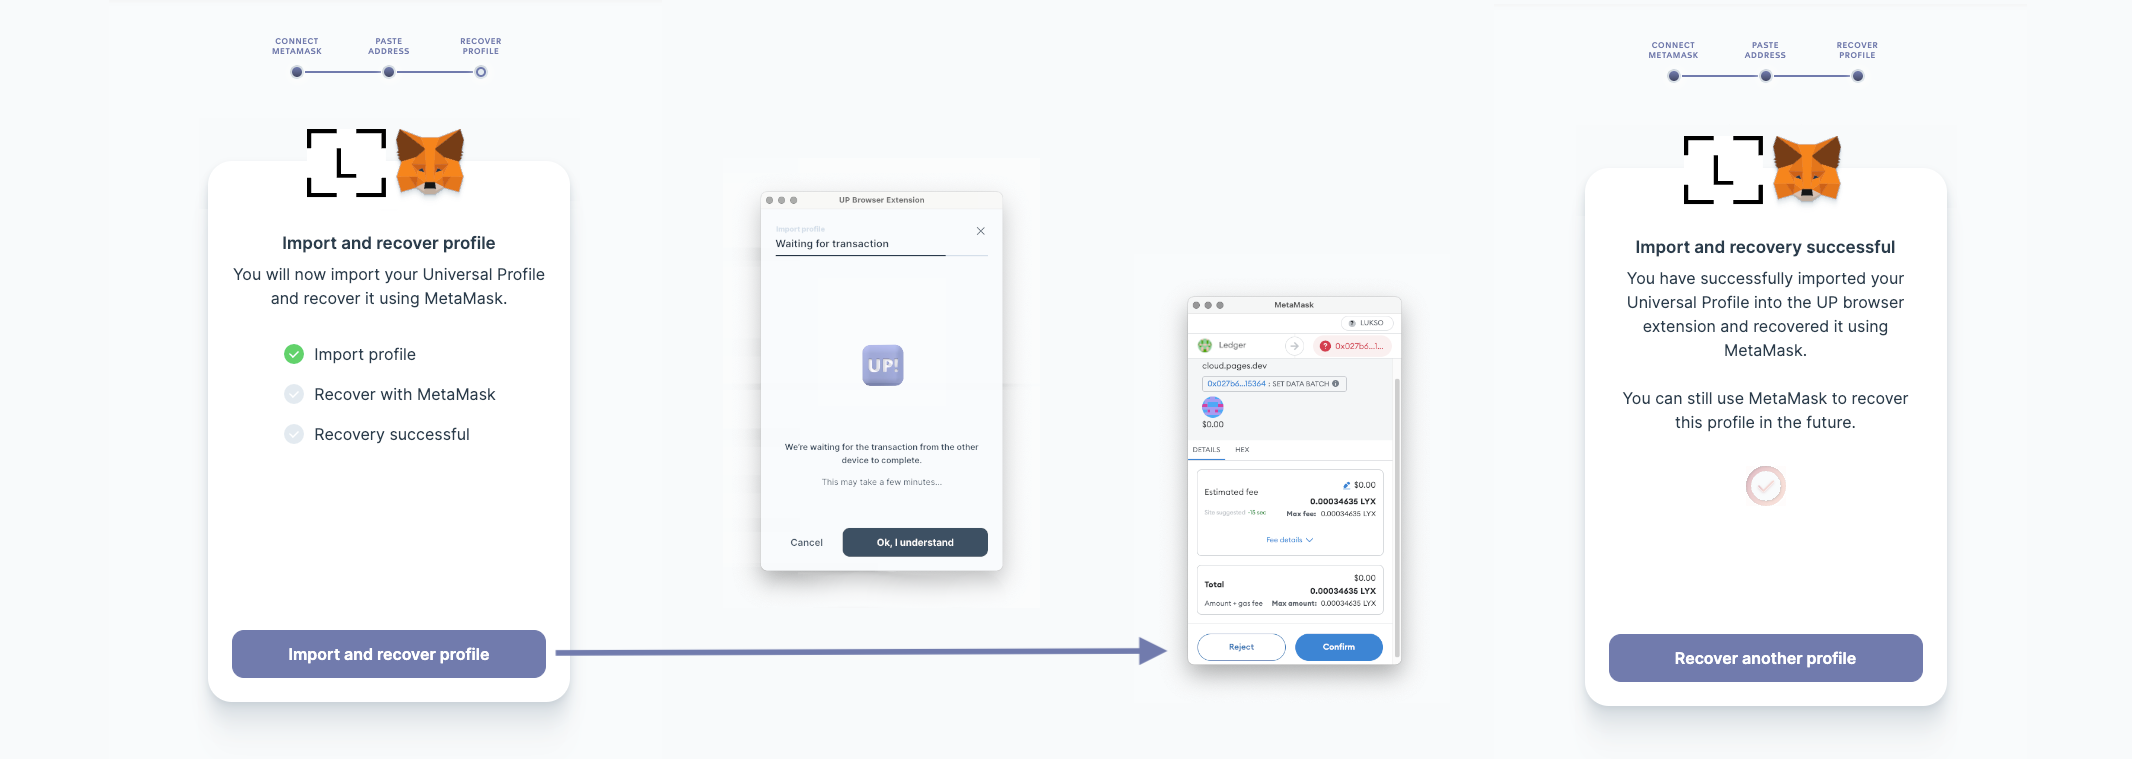 CONNECT
METAMASK
PASTE
ADDRESS
RECOVER
PROFILE
L
Import and recover profile
You will now import your Universal Profile
and recover it using MetaMask.
Import profile
Recover with MetaMask
Recovery successful
Import and recover profile
UP Browser Extension
Import profile
Waiting for transaction
UP!
We're waiting for the transaction from the other
device to complete.
This may take a few minutes...
Cancel
Ok, I understand
MetaMask
? LUKSO
Ledger
? 0x027b6...1...
cloud.pages.dev
0x027b6...15364 : SET DATA BATCH
$0.00
DETAILS HEX
Estimated fee
$0.00
0.00034635 LYX
Site suggested ~15 sec
Max fee: 0.00034635 LYX
Fee details
Total
$0.00
0.00034635 LYX
Amount + gas fee Max amount: 0.00034635 LYX
Reject
Confirm
CONNECT
METAMASK
PASTE
ADDRESS
RECOVER
PROFILE
L
Import and recovery successful
You have successfully imported your
Universal Profile into the UP browser
extension and recovered it using
MetaMask.
You can still use MetaMask to recover
this profile in the future.
Recover another profile